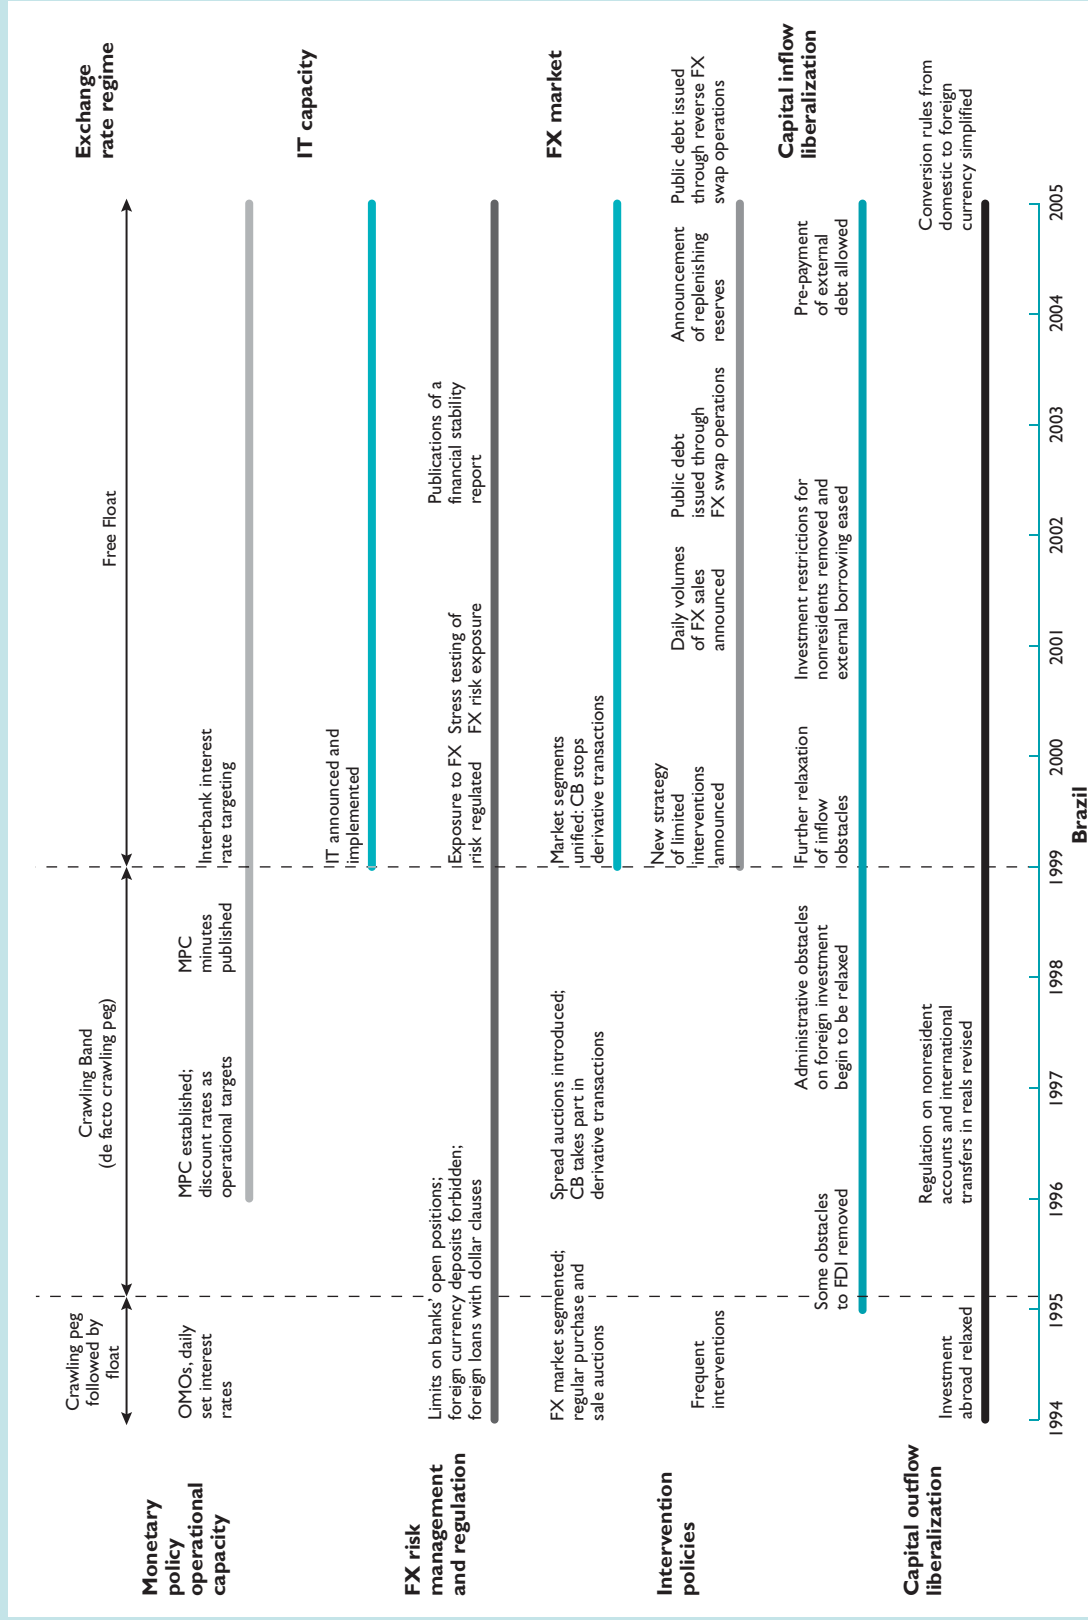 Exchange
rate regime
Crawling peg
followed by
float
Crawling Band
(de facto crawling peg)
Free Float
Monetary
policy
operational
capacity
OMOs, daily
set interest
rates
MPC established;
discount rates as
operational targets
MPC
minutes
published
Interbank interest
rate targeting
IT capacity
IT announced and
implemented
FX risk
management
and regulation
Limits on banks' open positions;
foreign currency deposits forbidden;
foreign loans with dollar clauses
Exposure to FX
risk regulated
Stress testing of
FX risk exposure
Publications of a
financial stability
report
FX market
FX market segmented;
regular purchase and
sale auctions
Spread auctions introduced;
CB takes part in
derivative transactions
Market segments
unified: CB stops
derivative transactions
Intervention
policies
Frequent
interventions
New strategy
of limited
interventions
announced
Daily volumes
of FX sales
announced
Public debt
issued through
FX swap operations
Announcement
of replenishing
reserves
Public debt issued
through reverse FX
swap operations
Capital inflow
liberalization
Some obstacles
to FDI removed
Administrative obstacles
on foreign investment
begin to be relaxed
Further relaxation
of inflow
obstacles
Investment restrictions for
nonresidents removed and
external borrowing eased
Pre-payment
of external
debt allowed
Capital outflow
liberalization
Investment
abroad relaxed
Regulation on nonresident
accounts and international
transfers in reals revised
Conversion rules from
domestic to foreign
currency simplified
1994 1995 1996 1997 1998 1999 2000 2001 2002 2003 2004 2005
Brazil